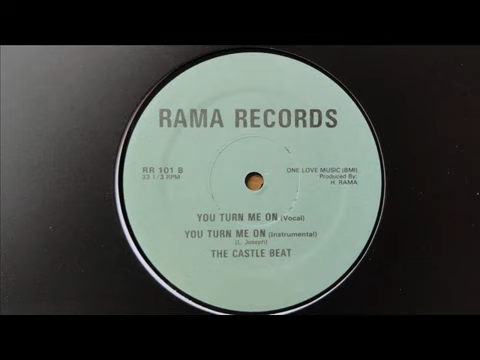 RAMA RECORDS
RR 101 B
33 1/3 RPM
ONE LOVE MUSIC (BMI)
Produced By:
H. RAMA
YOU TURN ME ON (Vocal)
YOU TURN ME ON (Instrumental)
(L. Joseph)
THE CASTLE BEAT